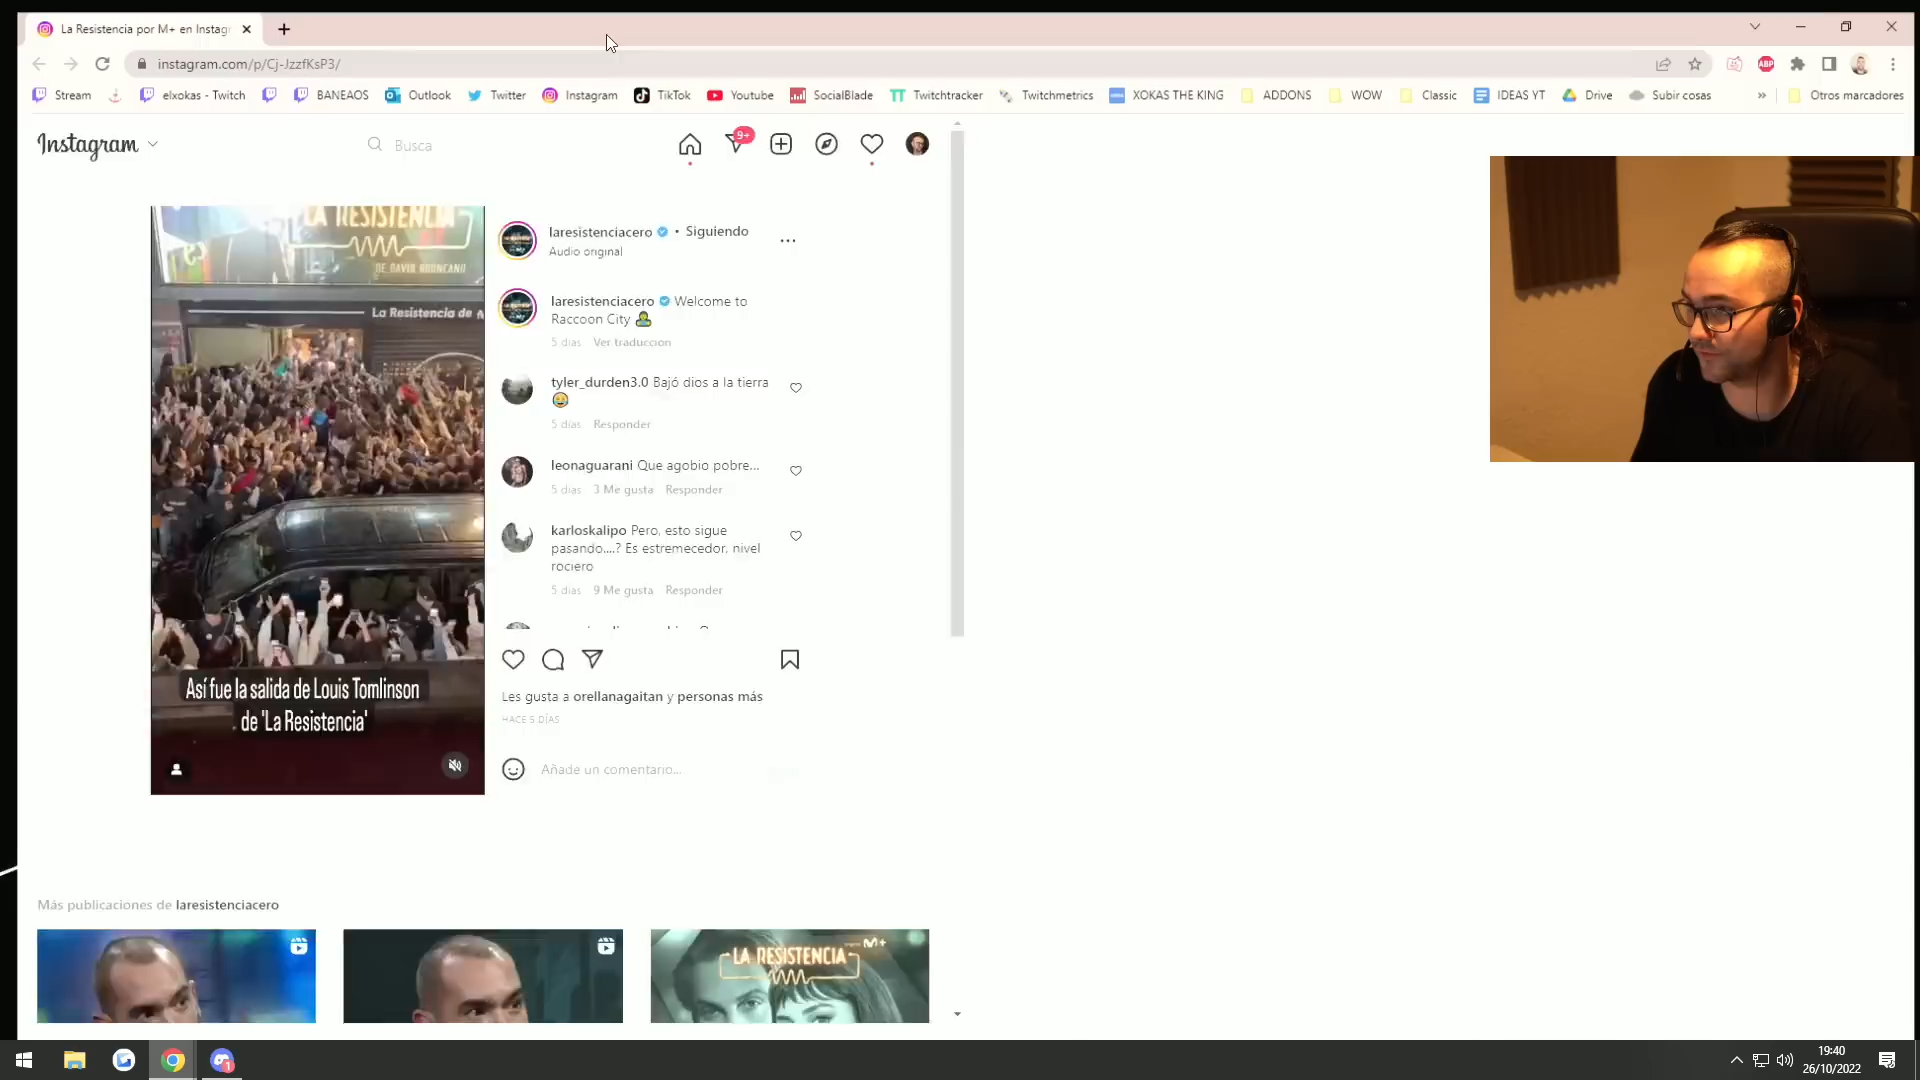 La Resistencia por M+ en Instagr
instagram.com/p/Cj-JzzfKsP3/
Stream
elxokas - Twitch
BANEAOS
Outlook
Twitter
Instagram
TikTok
Youtube
SocialBlade
Twitchtracker
Twitchmetrics
XOKAS THE KING
ADDONS
WOW
Classic
IDEAS YT
Drive
Subir cosas
»
Otros marcadores
ABP
Instagram
Busca
9+
LA RESISTENCIA
DE DAVID BRONCANO
La Resistencia de
Así fue la salida de Louis Tomlinson
de 'La Resistencia'
laresistenciacero • Siguiendo
Audio original
laresistenciacero Welcome to
Raccoon City
5 días Ver traducción
tyler_durden3.0 Bajó dios a la tierra
5 días Responder
leonaguarani Que agobio pobre...
5 días 3 Me gusta Responder
karloskalipo Pero, esto sigue
pasando....? Es estremecedor, nivel
rociero
5 días 9 Me gusta Responder
Les gusta a orellanagaitan y personas más
HACE 5 DÍAS
Añade un comentario...
Más publicaciones de laresistenciacero
M+
LA RESISTENCIA
1
19:40
26/10/2022